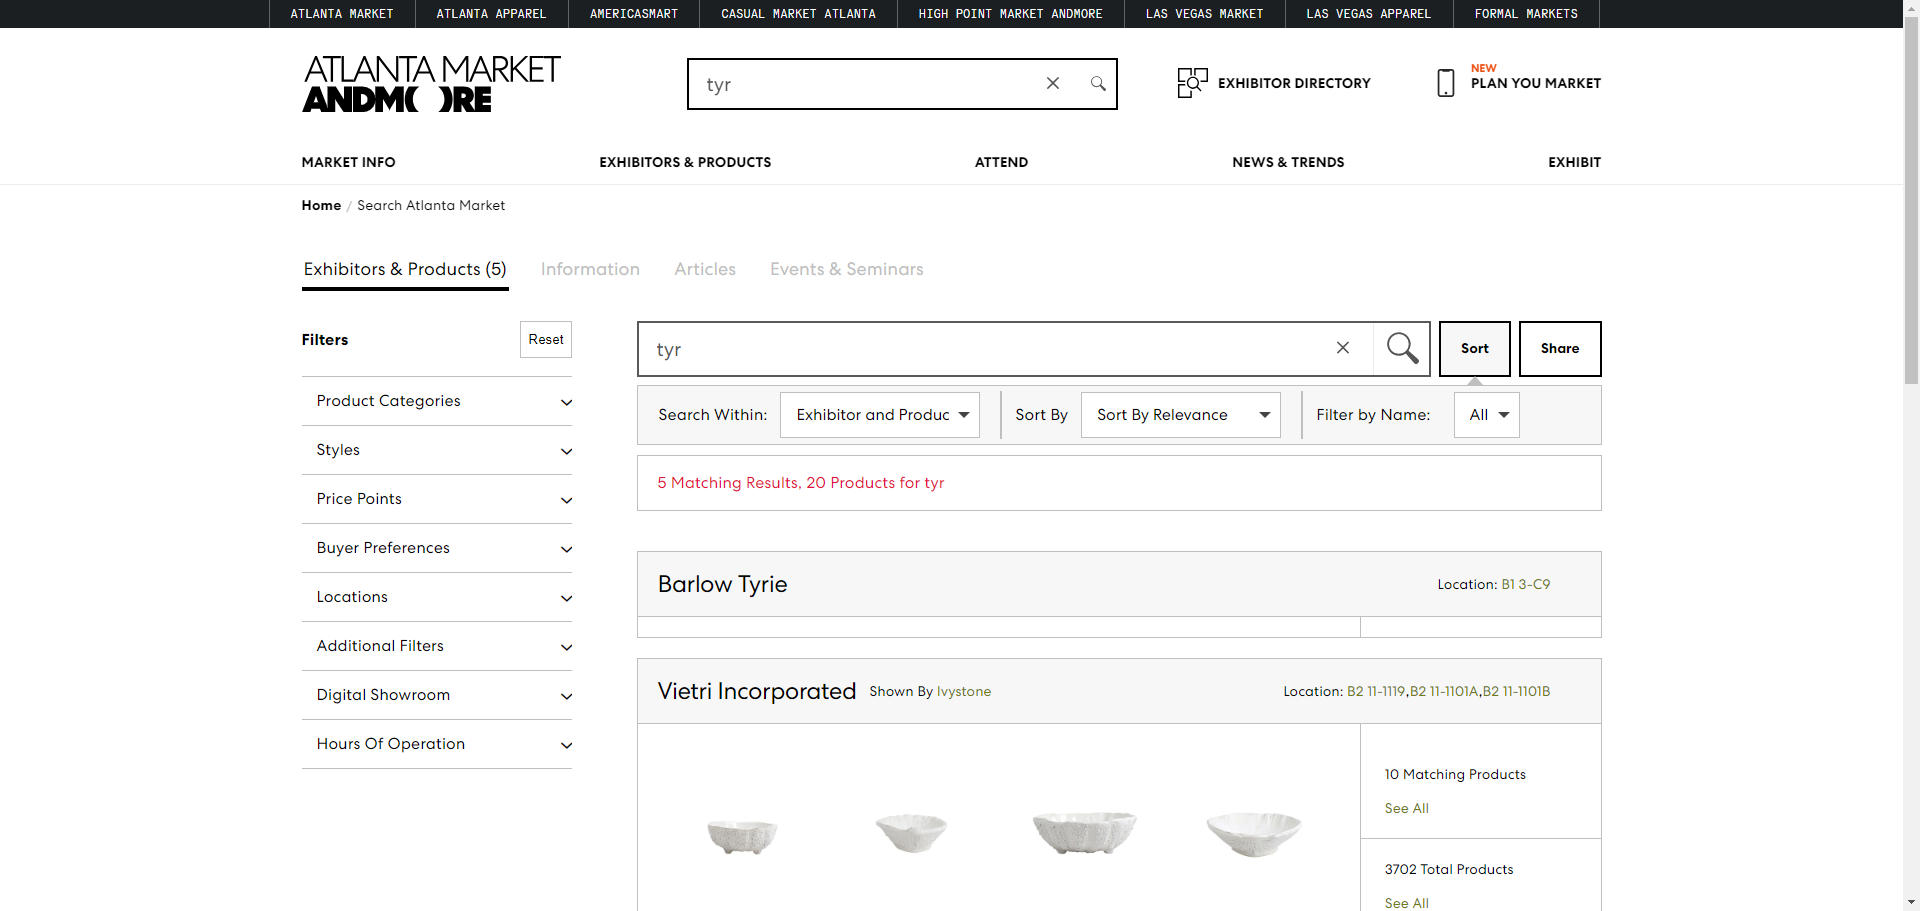 ATLANTA MARKET
ATLANTA APPAREL
AMERICASMART
CASUAL MARKET ATLANTA
HIGH POINT MARKET ANDMORE
LAS VEGAS MARKET
LAS VEGAS APPAREL
FORMAL MARKETS
ATLANTA MARKET
ANDMORE
tyr
EXHIBITOR DIRECTORY
NEW
PLAN YOU MARKET
MARKET INFO
EXHIBITORS & PRODUCTS
ATTEND
NEWS & TRENDS
EXHIBIT
Home / Search Atlanta Market
Exhibitors & Products (5)
Information
Articles
Events & Seminars
Filters
Reset
Product Categories
Styles
Price Points
Buyer Preferences
Locations
Additional Filters
Digital Showroom
Hours Of Operation
tyr
Sort
Share
Search Within:
Exhibitor and Produc
Sort By
Sort By Relevance
Filter by Name:
All
5 Matching Results, 20 Products for tyr
Barlow Tyrie
Location: B1 3-C9
Vietri Incorporated
Shown By Ivystone
Location: B2 11-1119,B2 11-1101A,B2 11-1101B
10 Matching Products
See All
3702 Total Products
See All